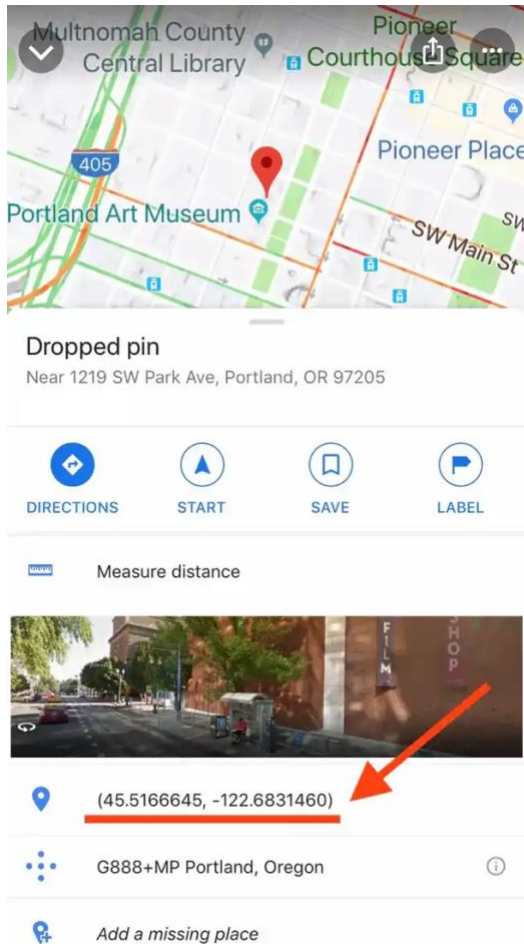 Multnomah County
Central Library
Pioneer
Courthouse Square
405
Pioneer Place
Portland Art Museum
SW
SW Main St
Dropped pin
Near 1219 SW Park Ave, Portland, OR 97205
DIRECTIONS
START
SAVE
LABEL
Measure distance
FILM
SHOP
(45.5166645, -122.6831460)
G888+MP Portland, Oregon
Add a missing place